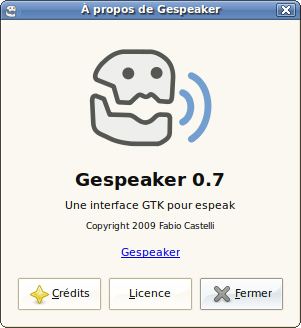 À propos de Gespeaker
Gespeaker 0.7
Une interface GTK pour espeak
Copyright 2009 Fabio Castelli
Gespeaker
Crédits
Licence
Fermer